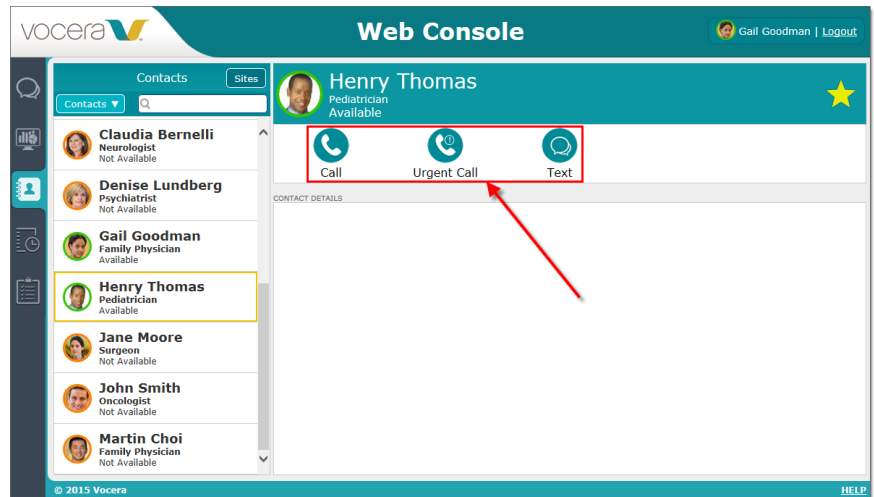 vocera
Web Console
Gail Goodman | Logout
Contacts
Sites
Contacts ▼
Claudia Bernelli
Neurologist
Not Available
Denise Lundberg
Psychiatrist
Not Available
Gail Goodman
Family Physician
Available
Henry Thomas
Pediatrician
Available
Jane Moore
Surgeon
Not Available
John Smith
Oncologist
Not Available
Martin Choi
Family Physician
Not Available
Henry Thomas
Pediatrician
Available
Call
Urgent Call
Text
CONTACT DETAILS
© 2015 Vocera
HELP